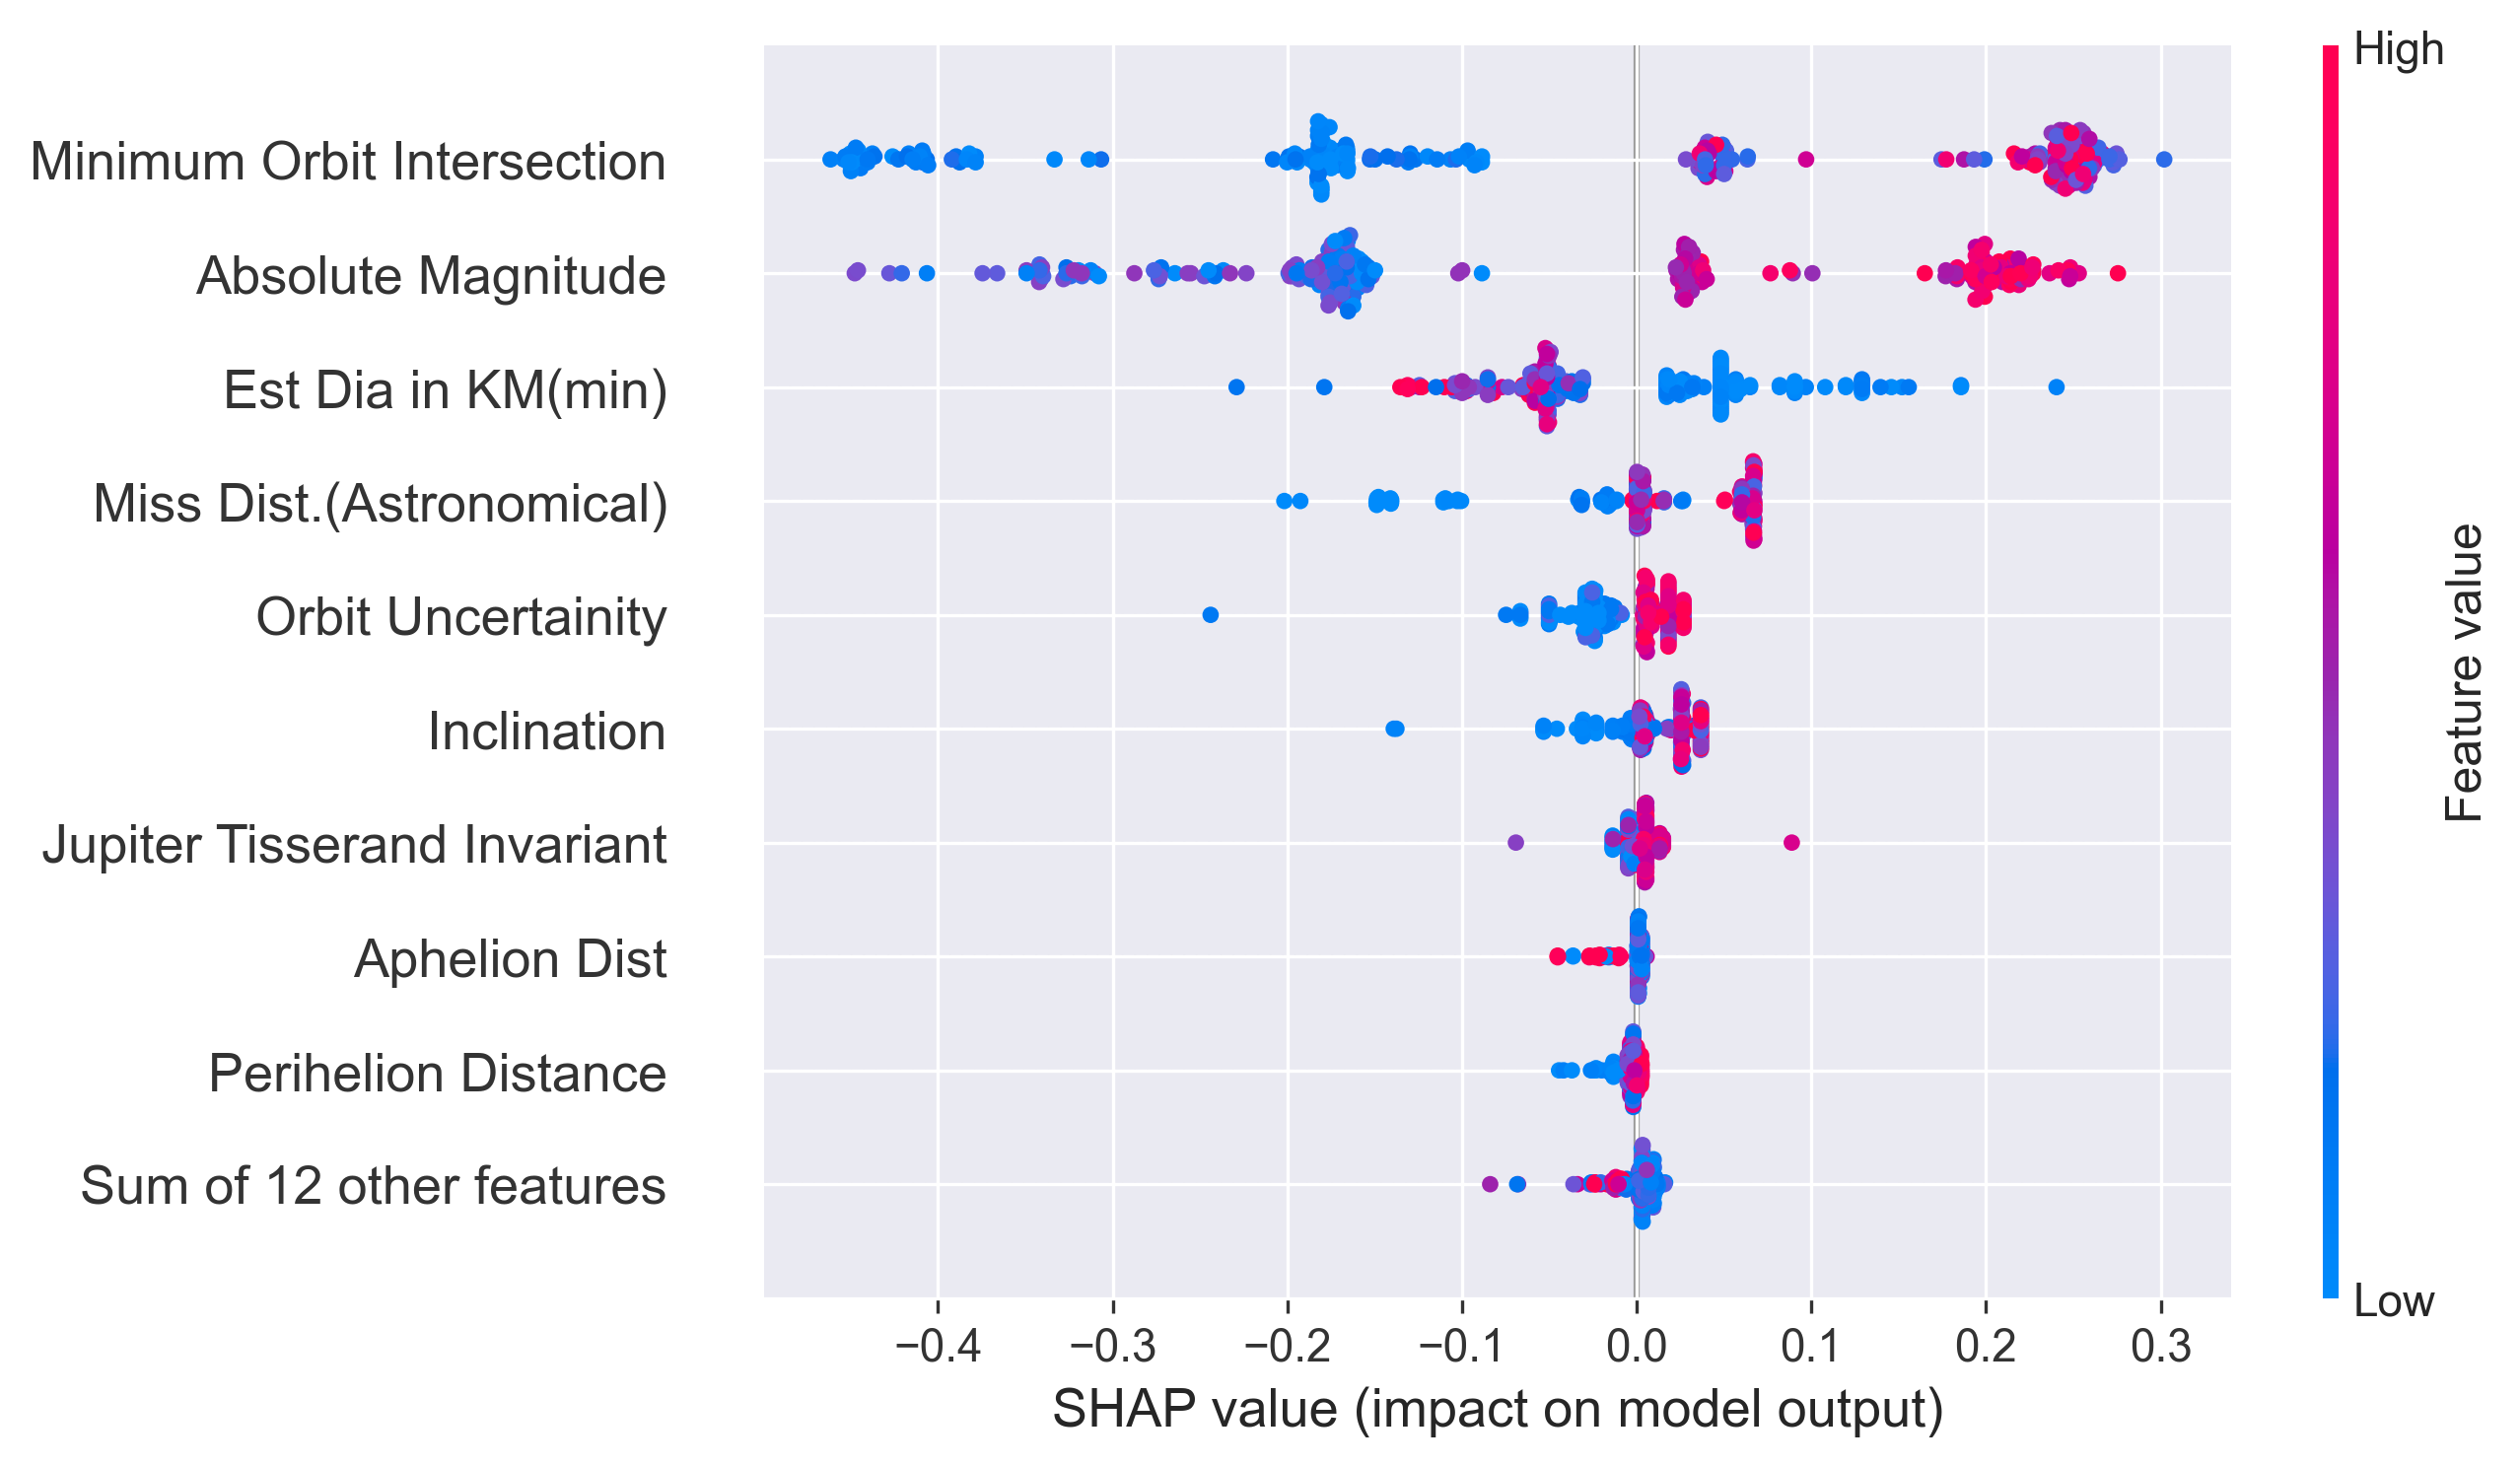 High
Minimum Orbit Intersection
Absolute Magnitude
Est Dia in KM(min)
Miss Dist.(Astronomical)
Orbit Uncertainity
Inclination
Jupiter Tisserand Invariant
Aphelion Dist
Perihelion Distance
Sum of 12 other features
Feature value
Low
−0.4 −0.3 −0.2 −0.1 0.0 0.1 0.2 0.3
SHAP value (impact on model output)